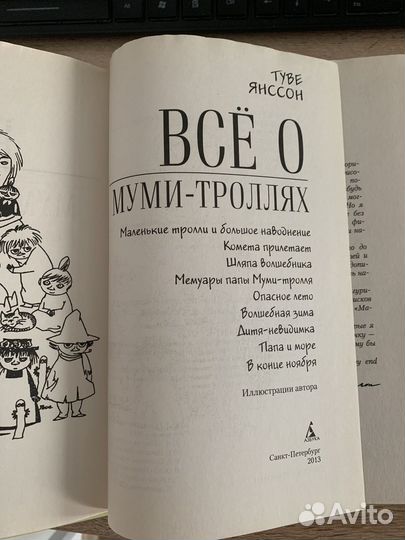 ТУВЕ
ЯНССОН
ВСЁ О
МУМИ-ТРОЛЛЯХ
Маленькие тролли и большое наводнение
Комета прилетает
Шляпа волшебника
Мемуары папы Муми-тролля
Опасное лето
Волшебная зима
Дитя-невидимка
Папа и море
В конце ноября
Иллюстрации автора
АЗБУКА
Санкт-Петербург
2013
Avito